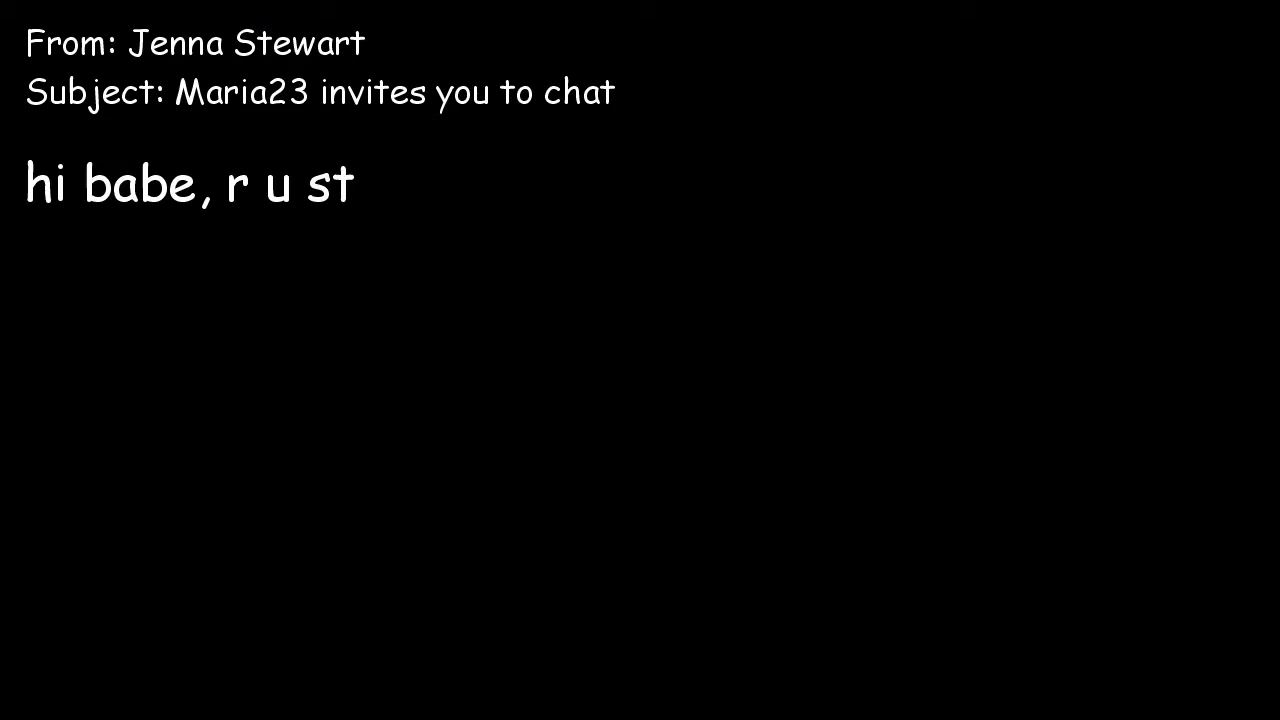 From: Jenna Stewart
Subject: Maria23 invites you to chat
hi babe, r u st